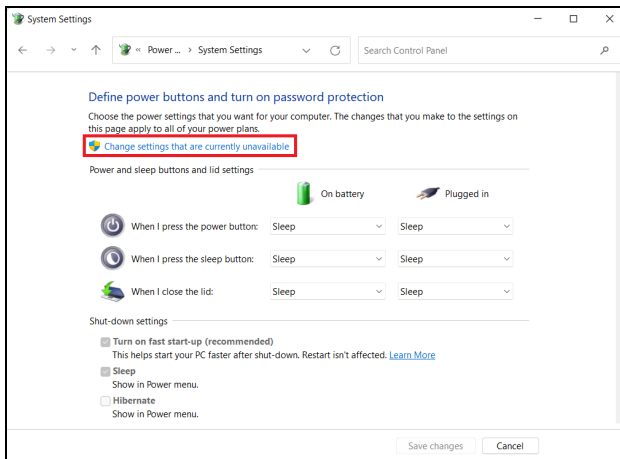 System Settings
« Power ... › System Settings
Search Control Panel
Define power buttons and turn on password protection
Choose the power settings that you want for your computer. The changes that you make to the settings on
this page apply to all of your power plans.
Change settings that are currently unavailable
Power and sleep buttons and lid settings
On battery Plugged in
When I press the power button: Sleep Sleep
When I press the sleep button: Sleep Sleep
When I close the lid: Sleep Sleep
Shut-down settings
Turn on fast start-up (recommended)
This helps start your PC faster after shut-down. Restart isn't affected. Learn More
Sleep
Show in Power menu.
Hibernate
Show in Power menu.
Save changes Cancel